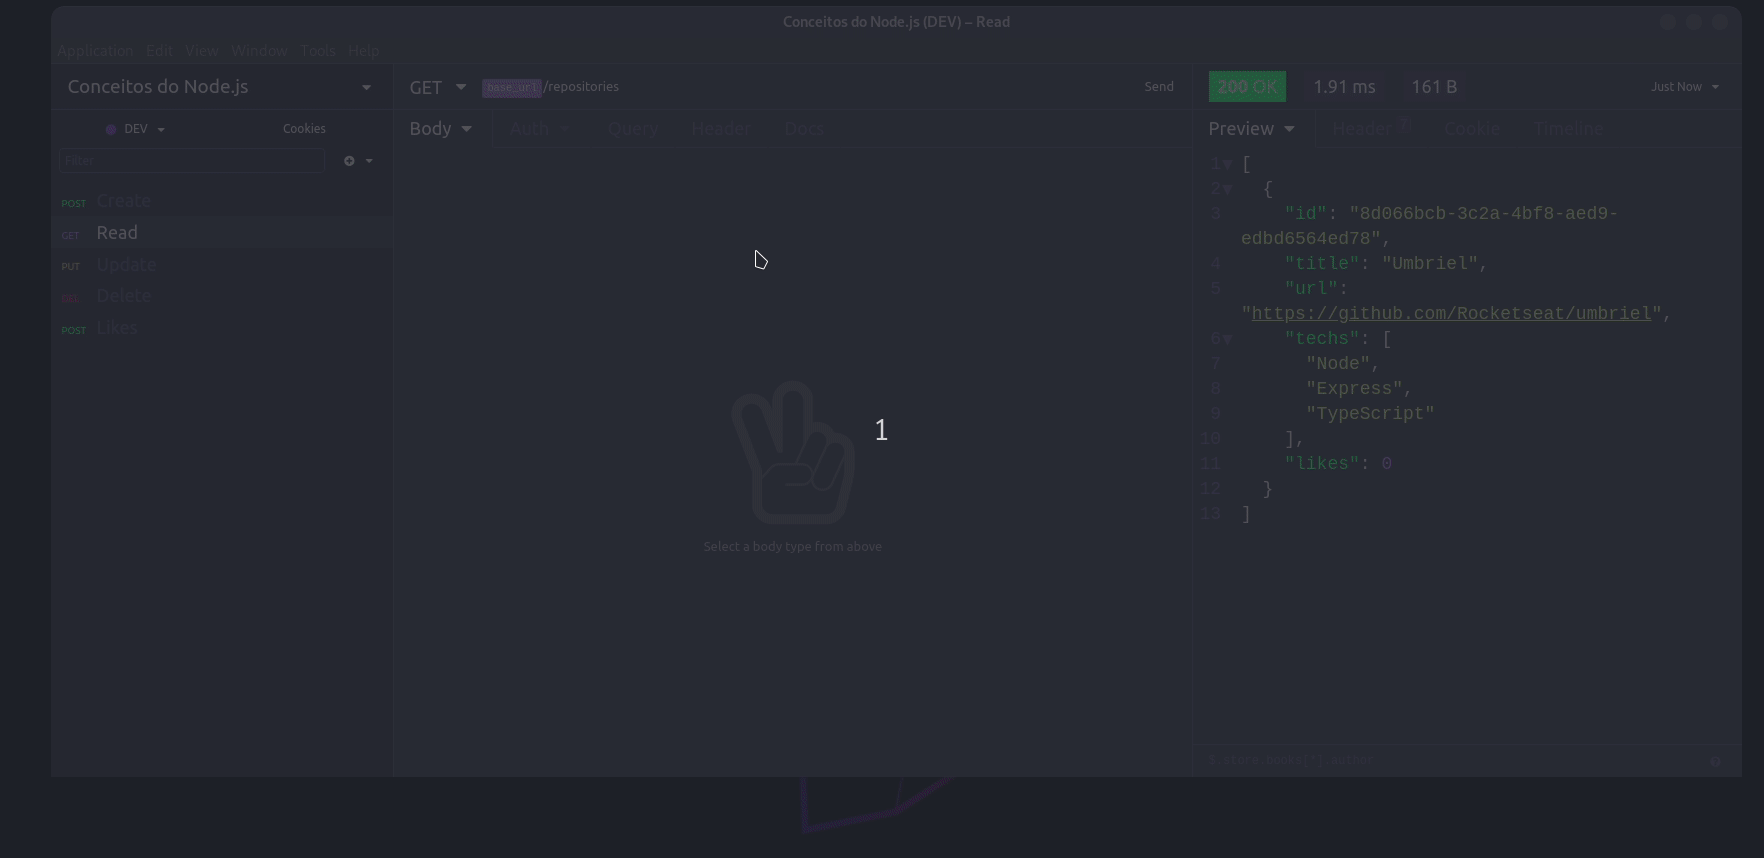 Conceitos do Node.js (DEV) – Read
Application Edit View Window Tools Help
Conceitos do Node.js
GET base_url/repositories Send
200 OK 1.91 ms 161 B Just Now
DEV Cookies
Body Auth Query Header Docs
Preview Header 7 Cookie Timeline
Filter
POST Create
GET Read
PUT Update
DEL Delete
POST Likes
1
Select a body type from above
1 [
2 {
3 "id": "8d066bcb-3c2a-4bf8-aed9-
edbd6564ed78",
4 "title": "Umbriel",
5 "url":
"https://github.com/Rocketseat/umbriel",
6 "techs": [
7 "Node",
8 "Express",
9 "TypeScript"
10 ],
11 "likes": 0
12 }
13 ]
$.store.books[*].author